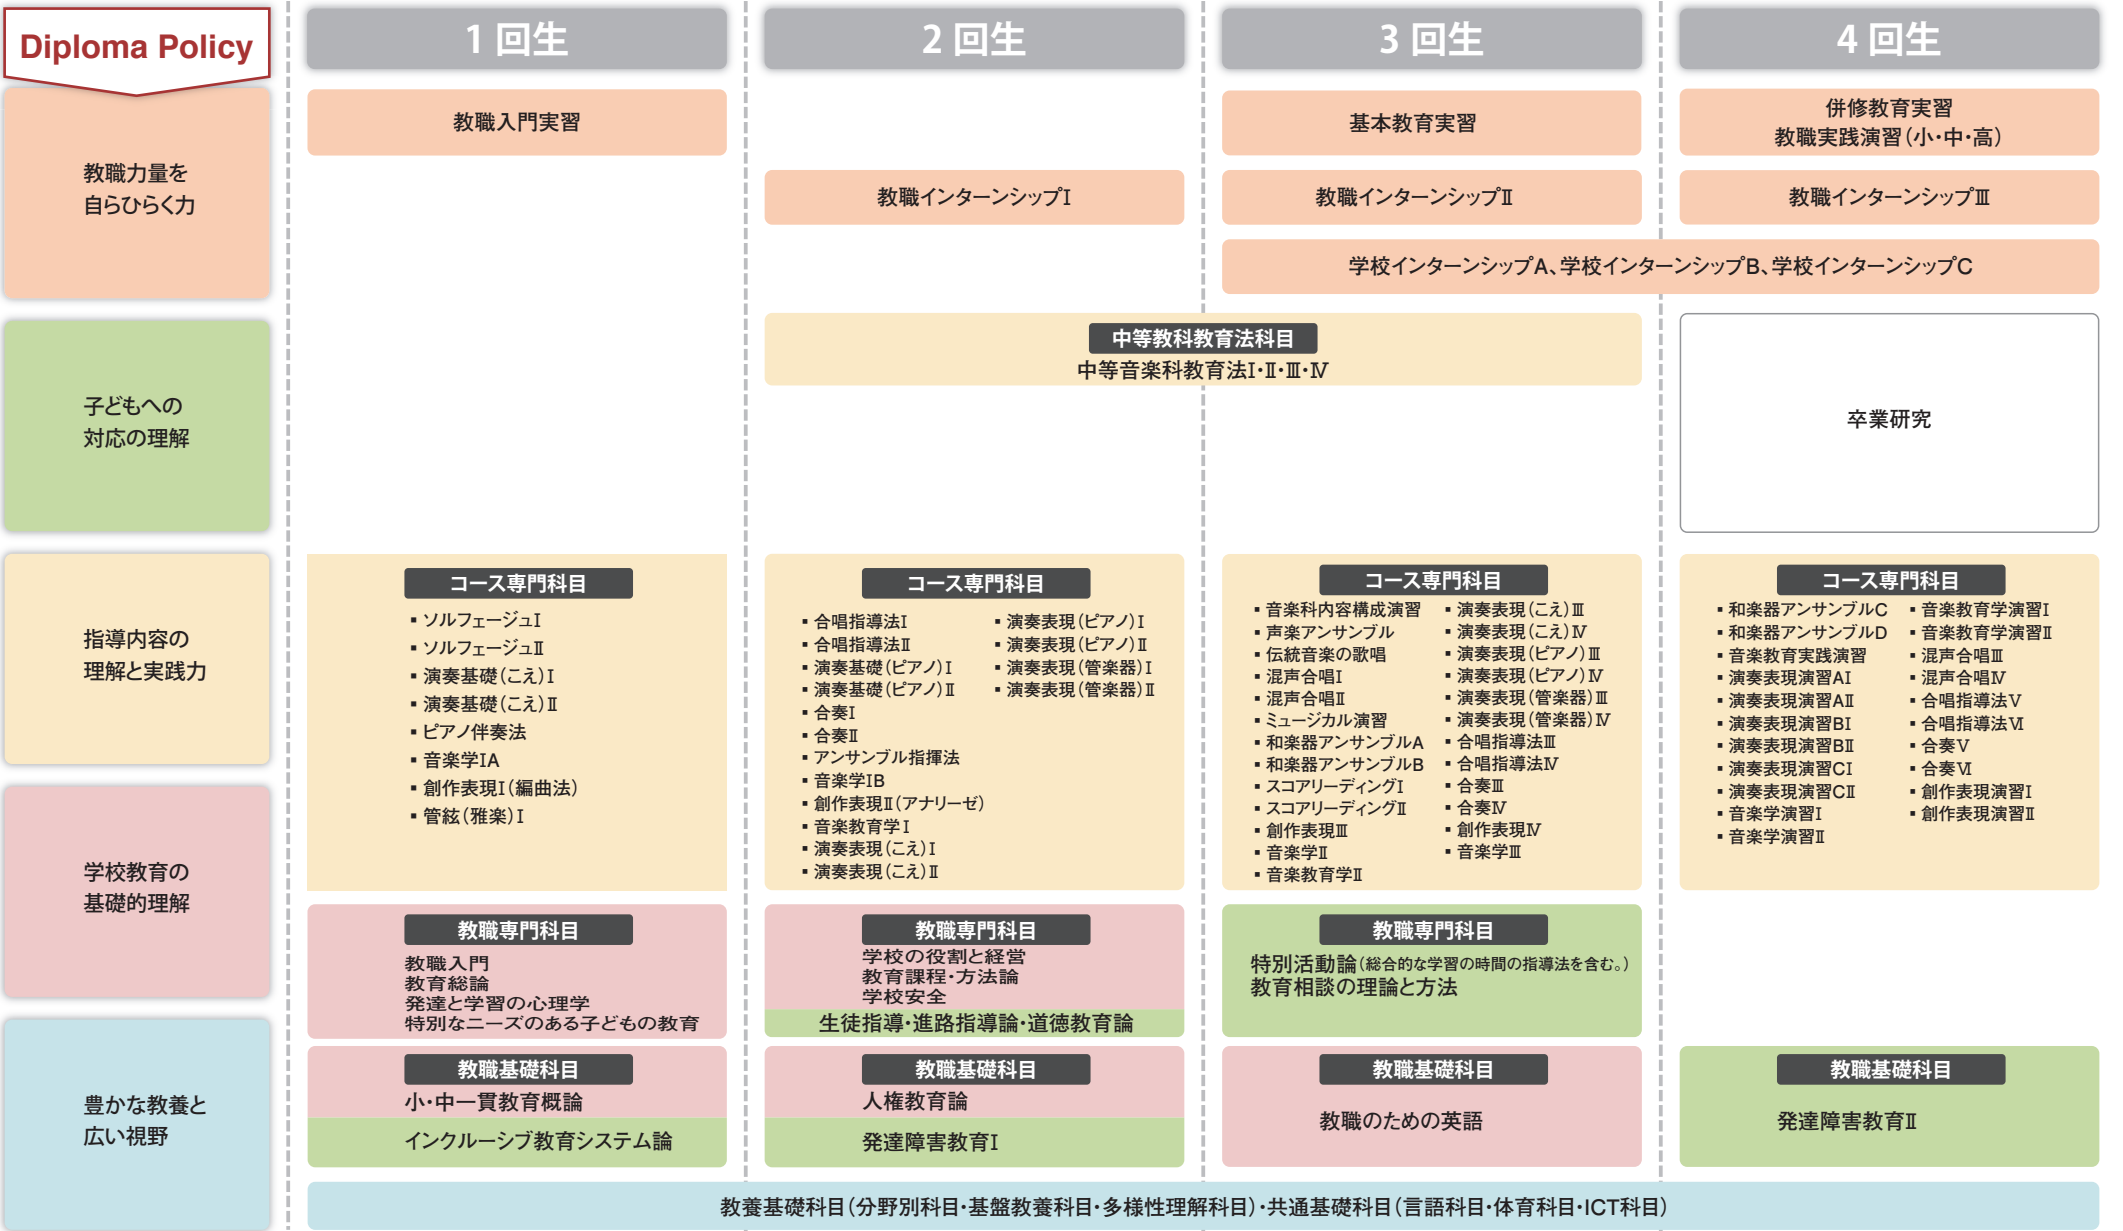 Diploma Policy
1 回生
2 回生
3 回生
4 回生
教職力量を
自らひらく力
教職入門実習
基本教育実習
併修教育実習
教職実践演習(小・中・高)
教職インターンシップI
教職インターンシップⅡ
教職インターンシップⅢ
学校インターンシップA、学校インターンシップB、学校インターンシップC
子どもへの
対応の理解
中等教科教育法科目
中等音楽科教育法I・Ⅱ・Ⅲ・Ⅳ
卒業研究
指導内容の
理解と実践力
コース専門科目
▪ ソルフェージュI
▪ ソルフェージュⅡ
▪ 演奏基礎(こえ)I
▪ 演奏基礎(こえ)Ⅱ
▪ ピアノ伴奏法
▪ 音楽学IA
▪ 創作表現I(編曲法)
▪ 管絃(雅楽)I
コース専門科目
▪ 合唱指導法I
▪ 合唱指導法Ⅱ
▪ 演奏基礎(ピアノ)I
▪ 演奏基礎(ピアノ)Ⅱ
▪ 合奏I
▪ 合奏Ⅱ
▪ アンサンブル指揮法
▪ 音楽学IB
▪ 創作表現Ⅱ(アナリーゼ)
▪ 音楽教育学I
▪ 演奏表現(こえ)I
▪ 演奏表現(こえ)Ⅱ
▪ 演奏表現(ピアノ)I
▪ 演奏表現(ピアノ)Ⅱ
▪ 演奏表現(管楽器)I
▪ 演奏表現(管楽器)Ⅱ
コース専門科目
▪ 音楽科内容構成演習
▪ 声楽アンサンブル
▪ 伝統音楽の歌唱
▪ 混声合唱I
▪ 混声合唱Ⅱ
▪ ミュージカル演習
▪ 和楽器アンサンブルA
▪ 和楽器アンサンブルB
▪ スコアリーディングI
▪ スコアリーディングⅡ
▪ 創作表現Ⅲ
▪ 音楽学Ⅱ
▪ 音楽教育学Ⅱ
▪ 演奏表現(こえ)Ⅲ
▪ 演奏表現(こえ)Ⅳ
▪ 演奏表現(ピアノ)Ⅲ
▪ 演奏表現(ピアノ)Ⅳ
▪ 演奏表現(管楽器)Ⅲ
▪ 演奏表現(管楽器)Ⅳ
▪ 合唱指導法Ⅲ
▪ 合唱指導法Ⅳ
▪ 合奏Ⅲ
▪ 合奏Ⅳ
▪ 創作表現Ⅳ
▪ 音楽学Ⅲ
コース専門科目
▪ 和楽器アンサンブルC
▪ 和楽器アンサンブルD
▪ 音楽教育実践演習
▪ 演奏表現演習AI
▪ 演奏表現演習AⅡ
▪ 演奏表現演習BI
▪ 演奏表現演習BⅡ
▪ 演奏表現演習CI
▪ 演奏表現演習CⅡ
▪ 音楽学演習I
▪ 音楽学演習Ⅱ
▪ 音楽教育学演習I
▪ 音楽教育学演習Ⅱ
▪ 混声合唱Ⅲ
▪ 混声合唱Ⅳ
▪ 合唱指導法Ⅴ
▪ 合唱指導法Ⅵ
▪ 合奏Ⅴ
▪ 合奏Ⅵ
▪ 創作表現演習I
▪ 創作表現演習Ⅱ
学校教育の
基礎的理解
教職専門科目
教職入門
教育総論
発達と学習の心理学
特別なニーズのある子どもの教育
教職専門科目
学校の役割と経営
教育課程・方法論
学校安全
生徒指導・進路指導論・道徳教育論
教職専門科目
特別活動論(総合的な学習の時間の指導法を含む。)
教育相談の理論と方法
豊かな教養と
広い視野
教職基礎科目
小・中一貫教育概論
インクルーシブ教育システム論
教職基礎科目
人権教育論
発達障害教育I
教職基礎科目
教職のための英語
教職基礎科目
発達障害教育Ⅱ
教養基礎科目(分野別科目・基盤教養科目・多様性理解科目)・共通基礎科目(言語科目・体育科目・ICT科目)